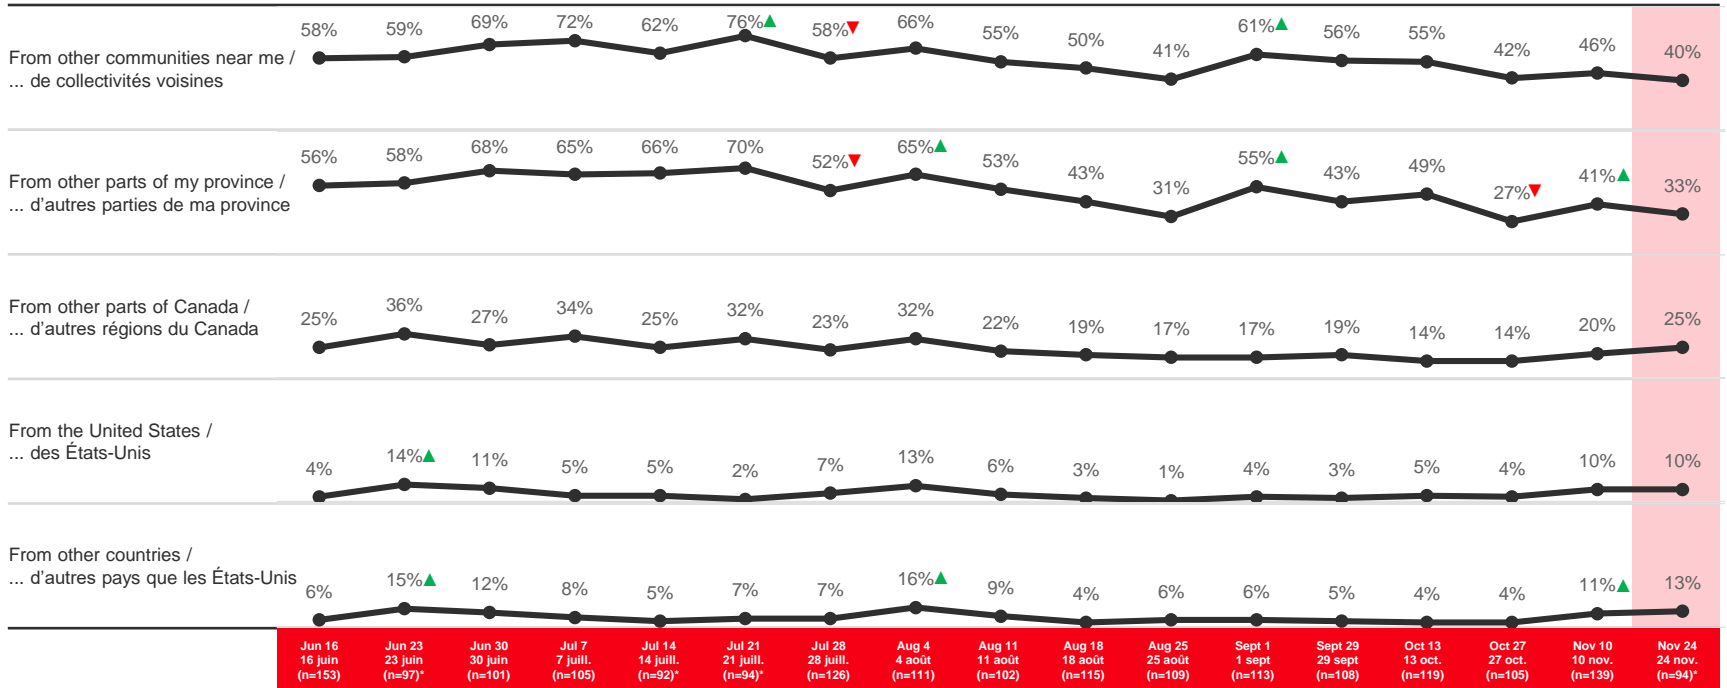 58% 59% 69% 72% 62% 76%▲ 58%▼ 66% 55% 50% 41% 61%▲ 56% 55% 42% 46% 40%
From other communities near me /
... de collectivités voisines
56% 58% 68% 65% 66% 70% 52%▼ 65%▲ 53% 43% 31% 55%▲ 43% 49% 27%▼ 41%▲ 33%
From other parts of my province /
... d'autres parties de ma province
25% 36% 27% 34% 25% 32% 23% 32% 22% 19% 17% 17% 19% 14% 14% 20% 25%
From other parts of Canada /
... d'autres régions du Canada
From the United States /
... des États-Unis
4% 14%▲ 11% 5% 5% 2% 7% 13% 6% 3% 1% 4% 3% 5% 4% 10% 10%
From other countries /
... d'autres pays que les États-Unis
6% 15%▲ 12% 8% 5% 7% 7% 16%▲ 9% 4% 6% 6% 5% 4% 4% 11%▲ 13%
Jun 16 Jun 23 Jun 30 Jul 7 Jul 14 Jul 21 Jul 28 Aug 4 Aug 11 Aug 18 Aug 25 Sept 1 Sept 29 Oct 13 Oct 27 Nov 10 Nov 24
16 juin 23 juin 30 juin 7 juill. 14 juill. 21 juill. 28 juill. 4 août 11 août 18 août 25 août 1 sept 29 sept 13 oct. 27 oct. 10 nov. 24 nov.
(n=153) (n=97)* (n=101) (n=105) (n=92)* (n=94)* (n=126) (n=111) (n=102) (n=115) (n=109) (n=113) (n=108) (n=119) (n=105) (n=139) (n=94)*